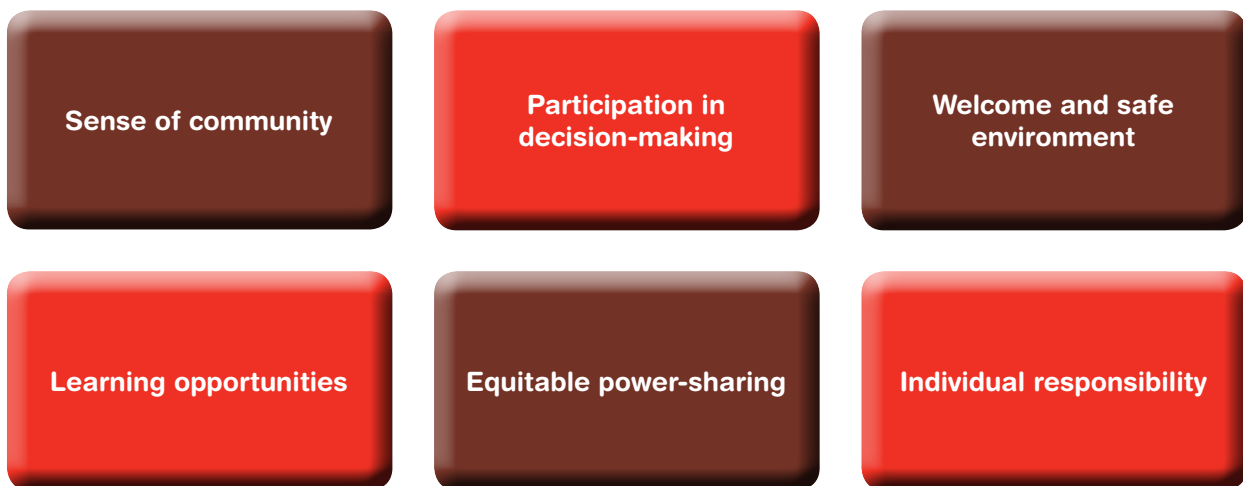 Sense of community
Participation in
decision-making
Welcome and safe
environment
Learning opportunities
Equitable power-sharing
Individual responsibility